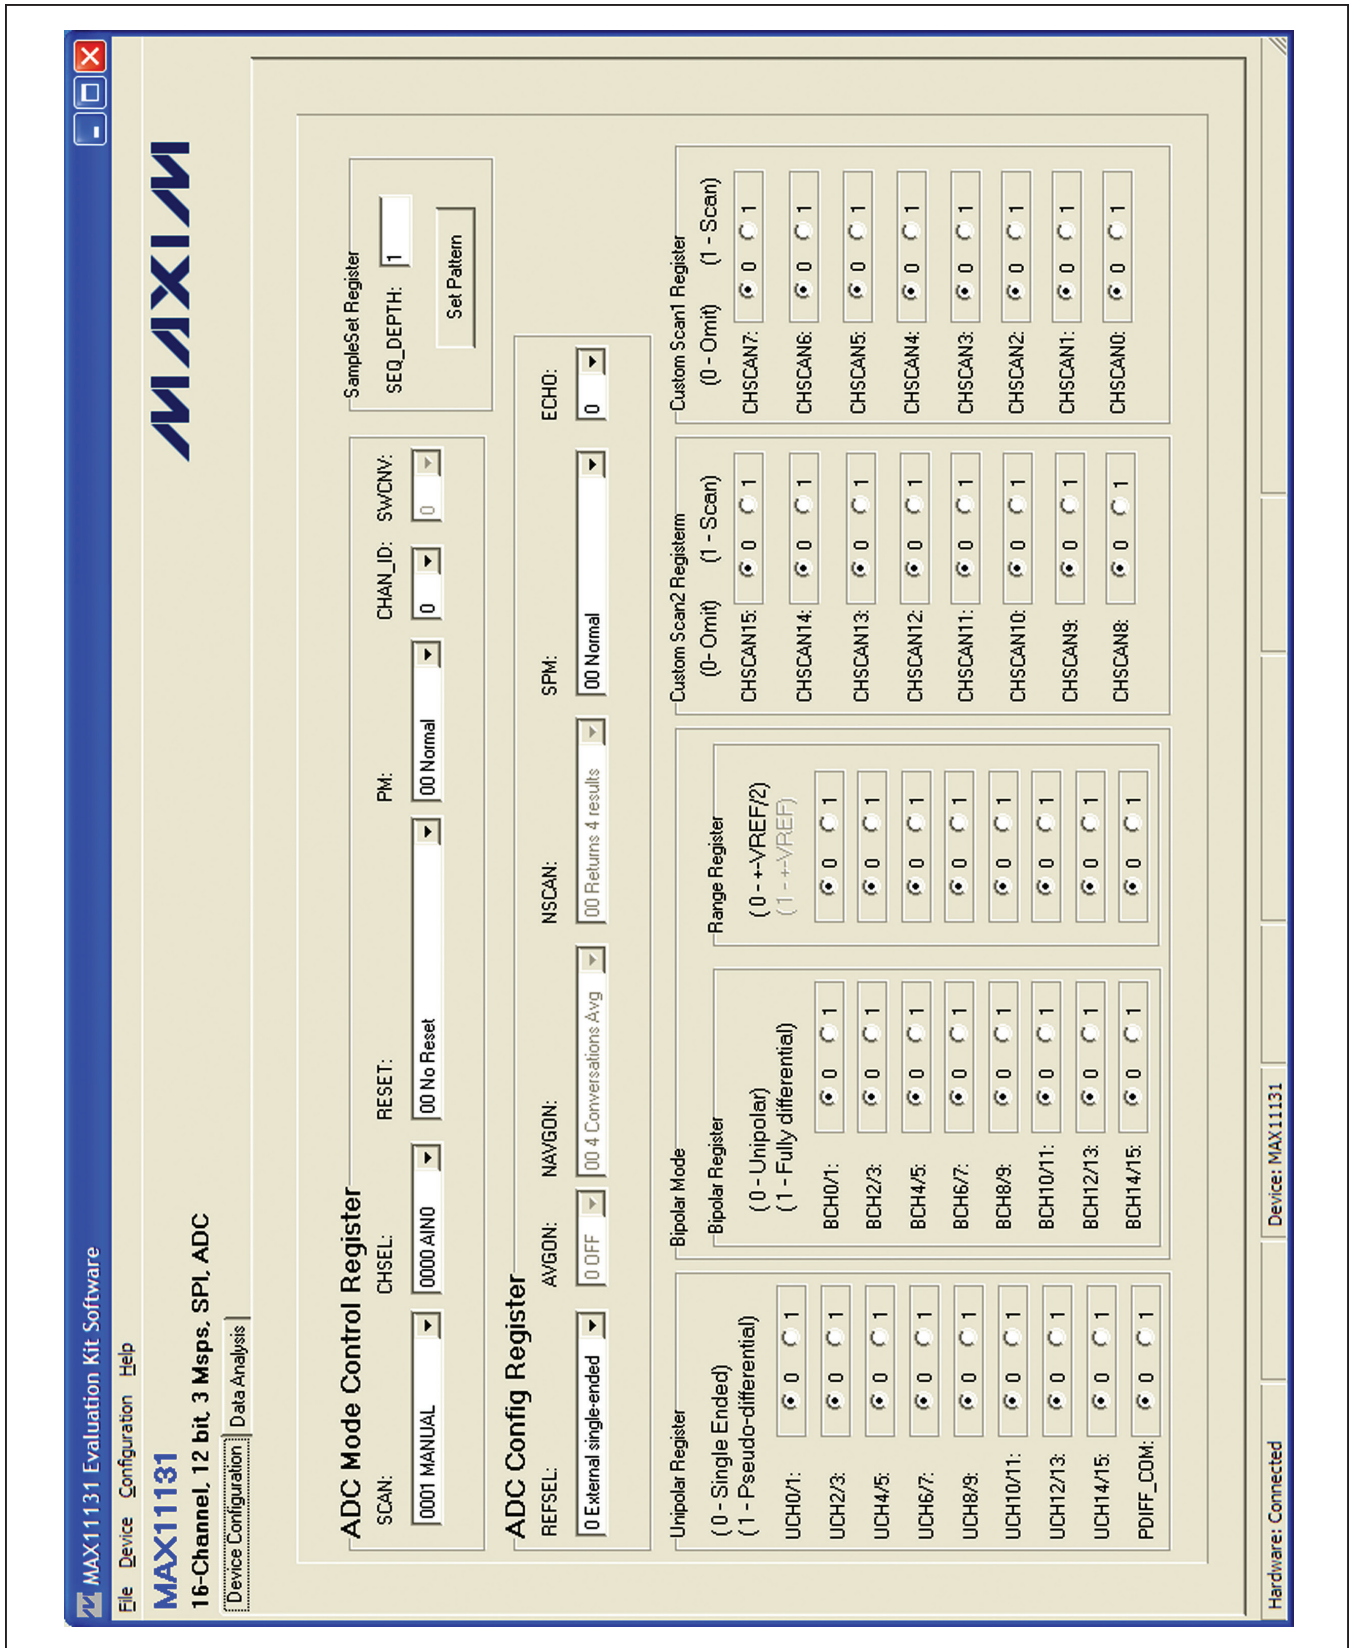 MAX11131 Evaluation Kit Software
File Device Configuration Help
MAX11131
MAXIM
16-Channel, 12 bit, 3 Msps, SPI, ADC
Device Configuration Data Analysis
ADC Mode Control Register
SCAN: CHSEL: RESET: PM: CHAN_ID: SWCNV:
0001 MANUAL 0000 AIN0 00 No Reset 00 Normal 0 0
SampleSet Register
SEQ_DEPTH: 1
Set Pattern
ADC Config Register
REFSEL: AVGON: NAVGON: NSCAN: SPM: ECHO:
0 External single-ended 0 OFF 00 4 Conversations Avg 00 Returns 4 results 00 Normal 0
Unipolar Register
( 0 - Single Ended)
( 1 - Pseudo-differential)
UCH0/1: 0 1
UCH2/3: 0 1
UCH4/5: 0 1
UCH6/7: 0 1
UCH8/9: 0 1
UCH10/11: 0 1
UCH12/13: 0 1
UCH14/15: 0 1
PDIFF_COM: 0 1
Bipolar Mode
Bipolar Register
( 0 - Unipolar)
( 1 - Fully differential)
BCH0/1: 0 1
BCH2/3: 0 1
BCH4/5: 0 1
BCH6/7: 0 1
BCH8/9: 0 1
BCH10/11: 0 1
BCH12/13: 0 1
BCH14/15: 0 1
Range Register
( 0 - +-VREF/2)
( 1 - +-VREF)
0 1
0 1
0 1
0 1
0 1
0 1
0 1
0 1
Custom Scan2 Registerm
(0- Omit) (1 - Scan)
CHSCAN15: 0 1
CHSCAN14: 0 1
CHSCAN13: 0 1
CHSCAN12: 0 1
CHSCAN11: 0 1
CHSCAN10: 0 1
CHSCAN9: 0 1
CHSCAN8: 0 1
Custom Scan1 Register
(0 - Omit) (1 - Scan)
CHSCAN7: 0 1
CHSCAN6: 0 1
CHSCAN5: 0 1
CHSCAN4: 0 1
CHSCAN3: 0 1
CHSCAN2: 0 1
CHSCAN1: 0 1
CHSCAN0: 0 1
Hardware: Connected Device: MAX11131